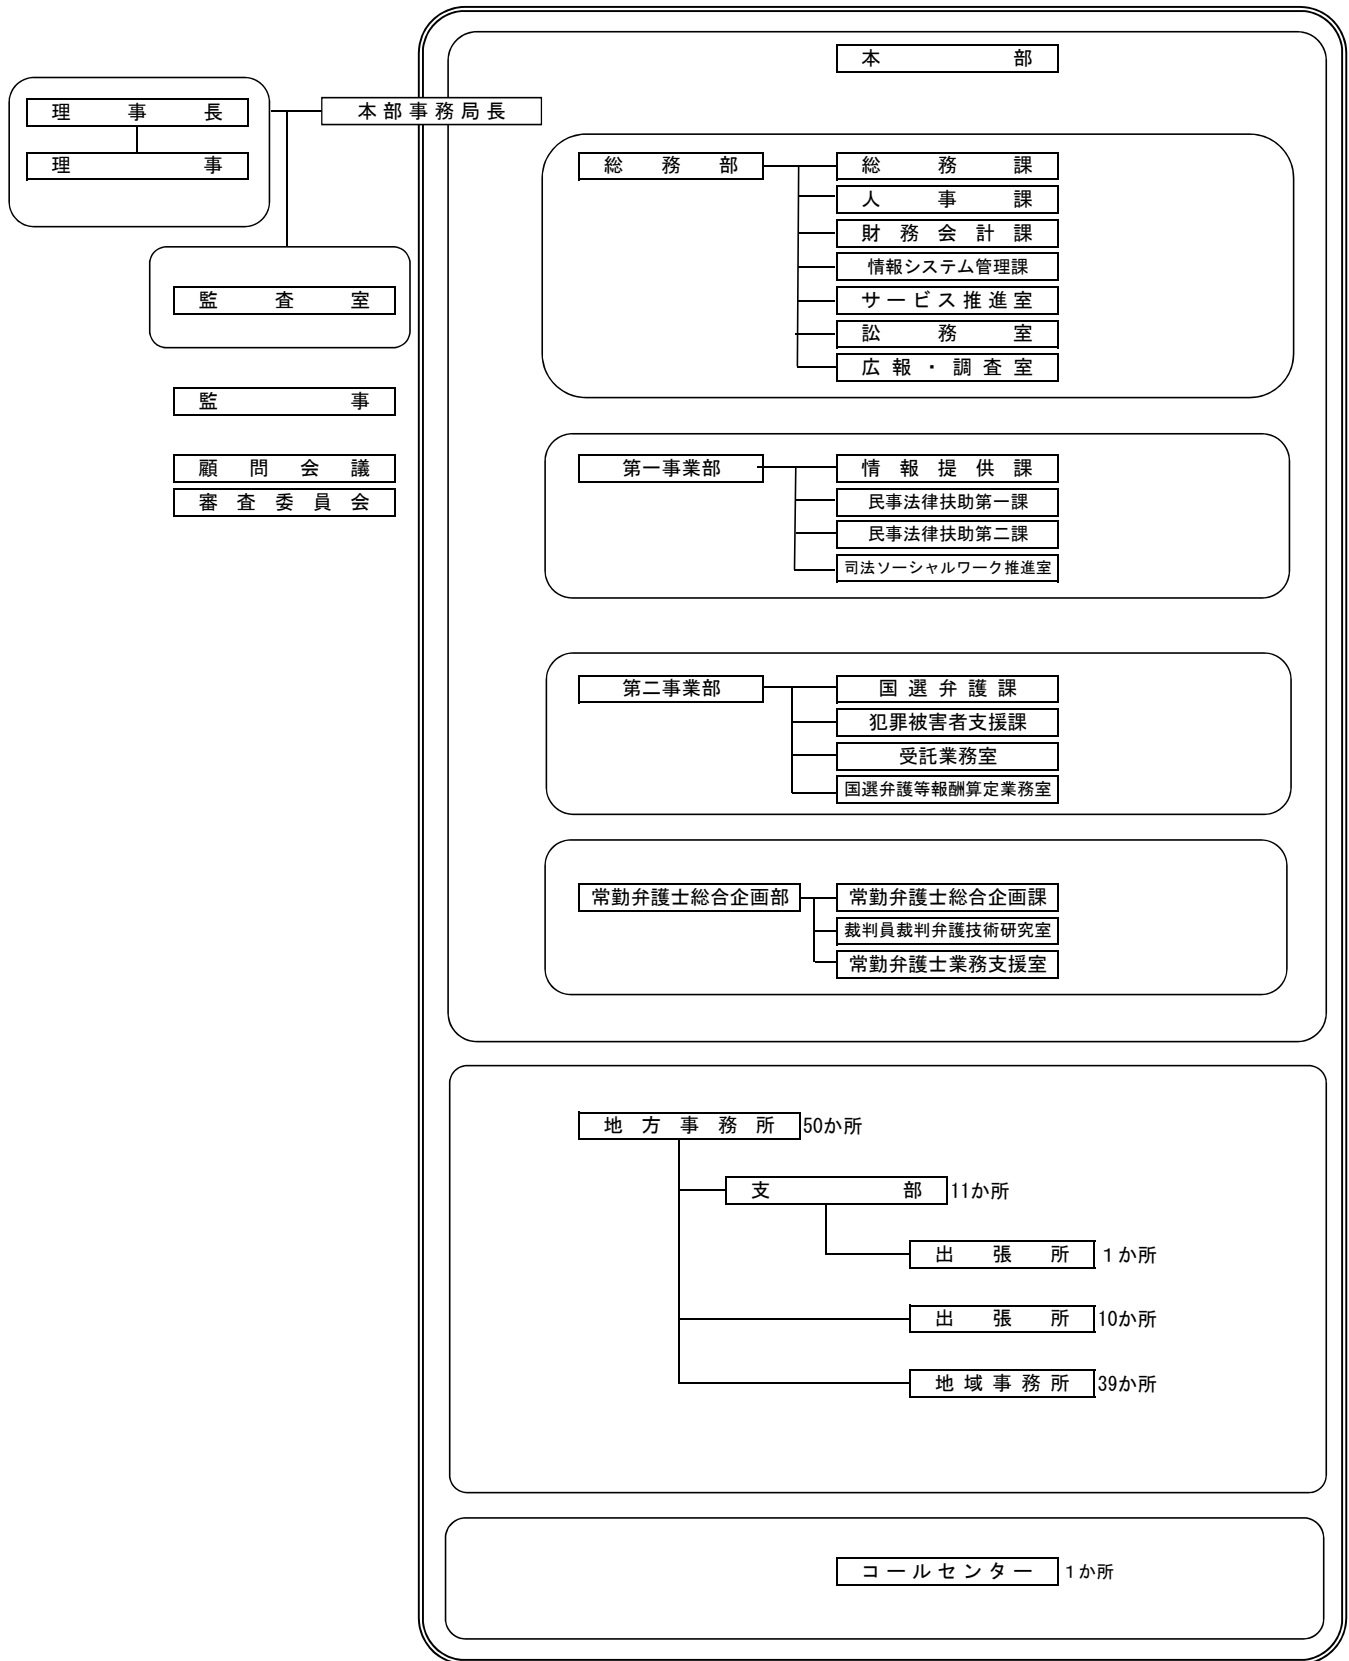 本部
理事長
本部事務局長
理事
監査室
監事
顧問会議
審査委員会
総務部
総務課
人事課
財務会計課
情報システム管理課
サービス推進室
訟務室
広報・調査室
第一事業部
情報提供課
民事法律扶助第一課
民事法律扶助第二課
司法ソーシャルワーク推進室
第二事業部
国選弁護課
犯罪被害者支援課
受託業務室
国選弁護等報酬算定業務室
常勤弁護士総合企画部
常勤弁護士総合企画課
裁判員裁判弁護技術研究室
常勤弁護士業務支援室
地方事務所 50か所
支部 11か所
出張所 １か所
出張所 10か所
地域事務所 39か所
コールセンター １か所